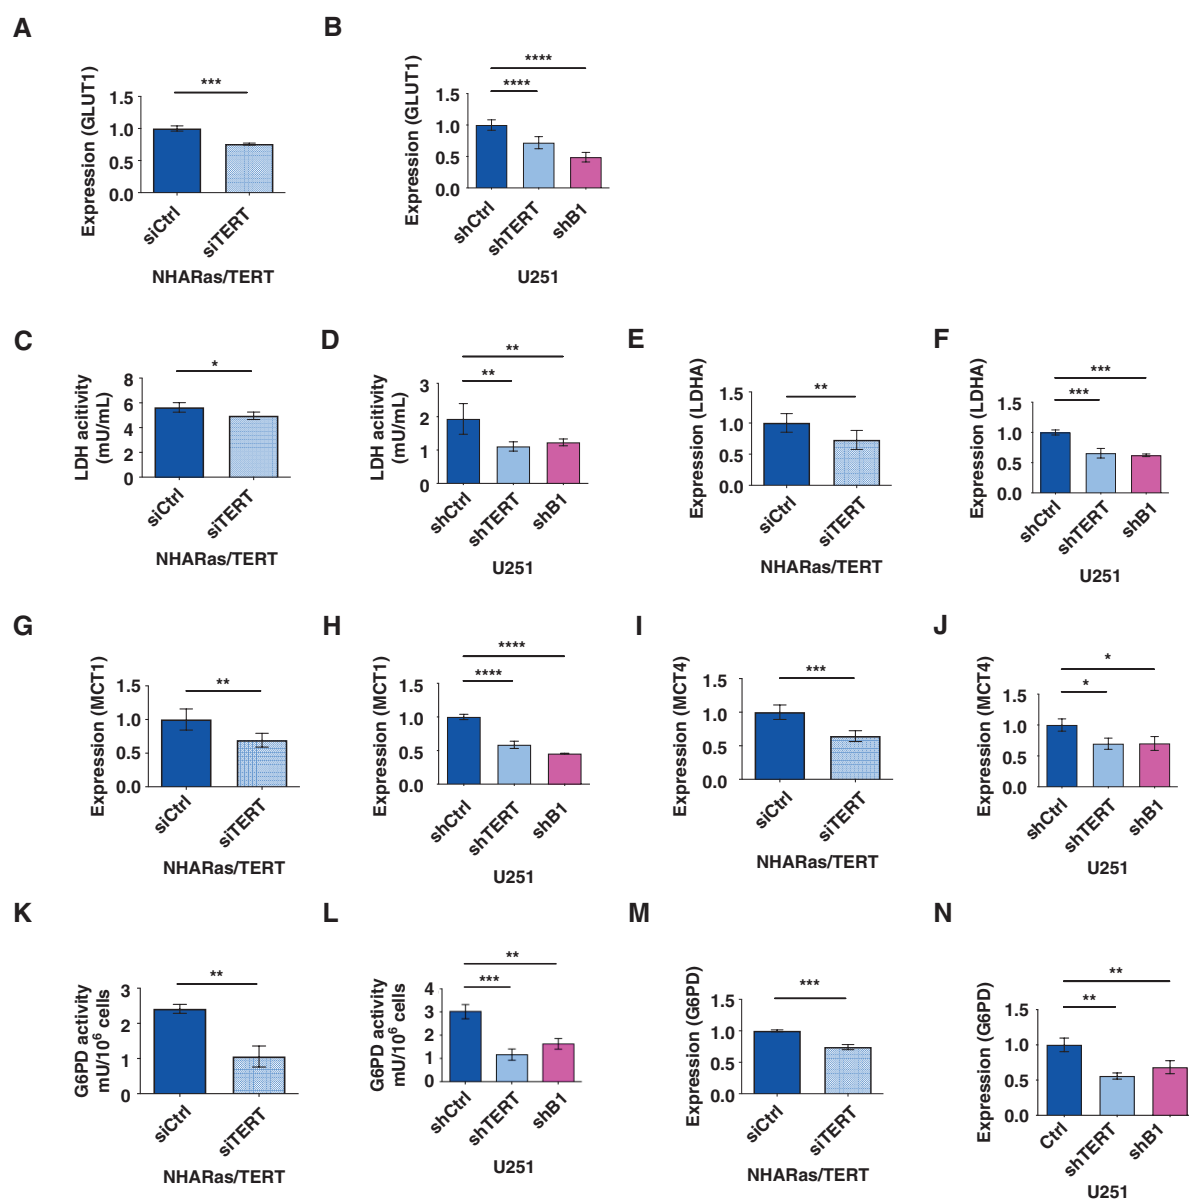 A
Expression (GLUT1)
1.5
1.0
0.5
0.0
***
siCtrl
siTERT
NHARas/TERT
B
Expression (GLUT1)
1.5
1.0
0.5
0.0
****
****
shCtrl
shTERT
shB1
U251
C
LDH acitivity
(mU/mL)
8
6
4
2
0
*
siCtrl
siTERT
NHARas/TERT
D
LDH acitivity
(mU/mL)
3
2
1
0
**
**
shCtrl
shTERT
shB1
U251
E
Expression (LDHA)
1.5
1.0
0.5
0.0
**
siCtrl
siTERT
NHARas/TERT
F
Expression (LDHA)
1.5
1.0
0.5
0.0
***
***
shCtrl
shTERT
shB1
U251
G
Expression (MCT1)
1.5
1.0
0.5
0.0
**
siCtrl
siTERT
NHARas/TERT
H
Expression (MCT1)
1.5
1.0
0.5
0.0
****
****
shCtrl
shTERT
shB1
U251
I
Expression (MCT4)
1.5
1.0
0.5
0.0
***
siCtrl
siTERT
NHARas/TERT
J
Expression (MCT4)
1.5
1.0
0.5
0.0
*
*
shCtrl
shTERT
shB1
U251
K
G6PD activity
mU/10⁶ cells
3
2
1
0
**
siCtrl
siTERT
NHARas/TERT
L
G6PD activity
mU/10⁶ cells
4
3
2
1
0
**
***
shCtrl
shTERT
shB1
U251
M
Expression (G6PD)
1.5
1.0
0.5
0.0
***
siCtrl
siTERT
NHARas/TERT
N
Expression (G6PD)
1.5
1.0
0.5
0.0
**
**
Ctrl
shTERT
shB1
U251